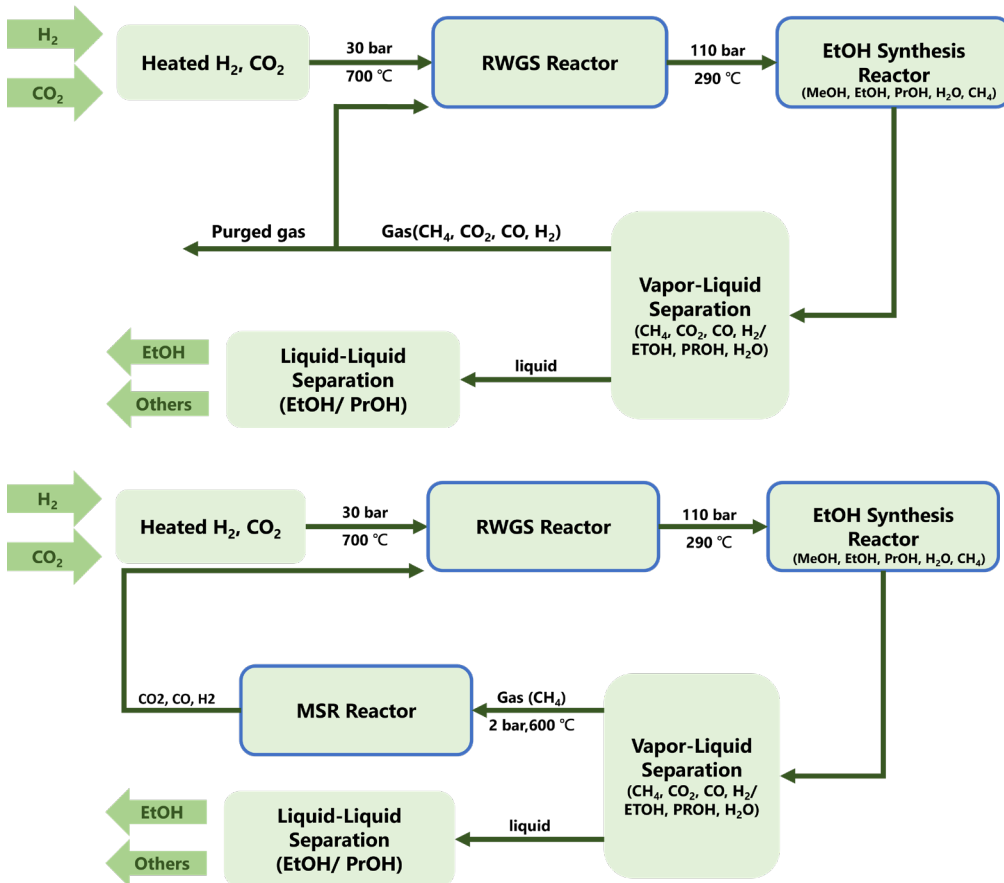 H₂
CO₂
Heated H₂, CO₂
30 bar
700 ℃
RWGS Reactor
110 bar
290 ℃
EtOH Synthesis
Reactor
(MeOH, EtOH, PrOH, H₂O, CH₄)
Purged gas
Gas(CH₄, CO₂, CO, H₂)
Vapor-Liquid
Separation
(CH₄, CO₂, CO, H₂/
ETOH, PROH, H₂O)
EtOH
Others
Liquid-Liquid
Separation
(EtOH/ PrOH)
liquid
H₂
CO₂
Heated H₂, CO₂
30 bar
700 ℃
RWGS Reactor
110 bar
290 ℃
EtOH Synthesis
Reactor
(MeOH, EtOH, PrOH, H₂O, CH₄)
CO2, CO, H2
MSR Reactor
Gas (CH₄)
2 bar,600 ℃
Vapor-Liquid
Separation
(CH₄, CO₂, CO, H₂/
ETOH, PROH, H₂O)
EtOH
Others
Liquid-Liquid
Separation
(EtOH/ PrOH)
liquid